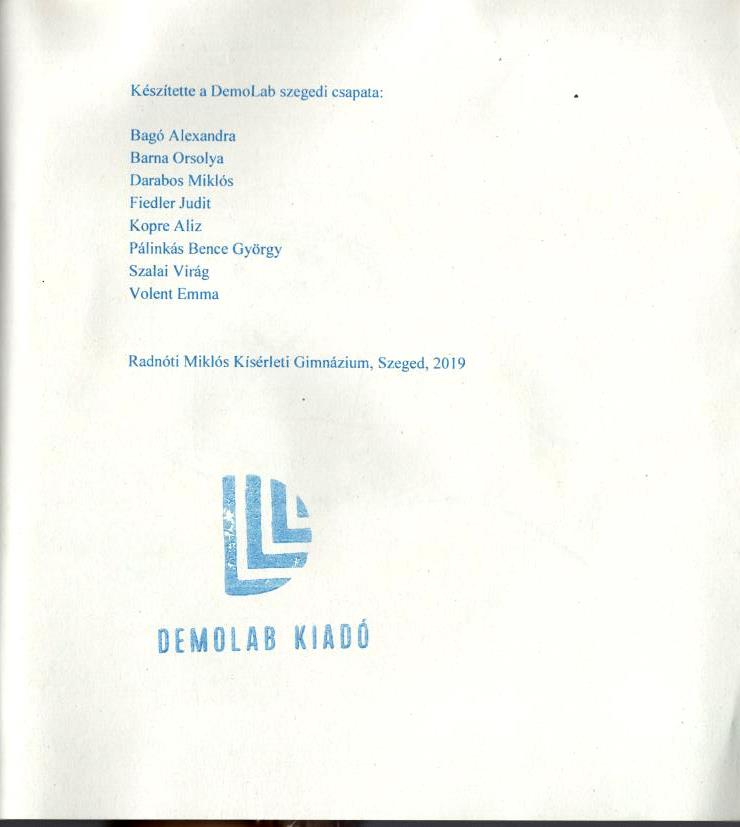 Készítette a DemoLab szegedi csapata:
Bagó Alexandra
Barna Orsolya
Darabos Miklós
Fiedler Judit
Kopre Aliz
Pálinkás Bence György
Szalai Virág
Volent Emma
Radnóti Miklós Kísérleti Gimnázium, Szeged, 2019
DEMOLAB KIADÓ